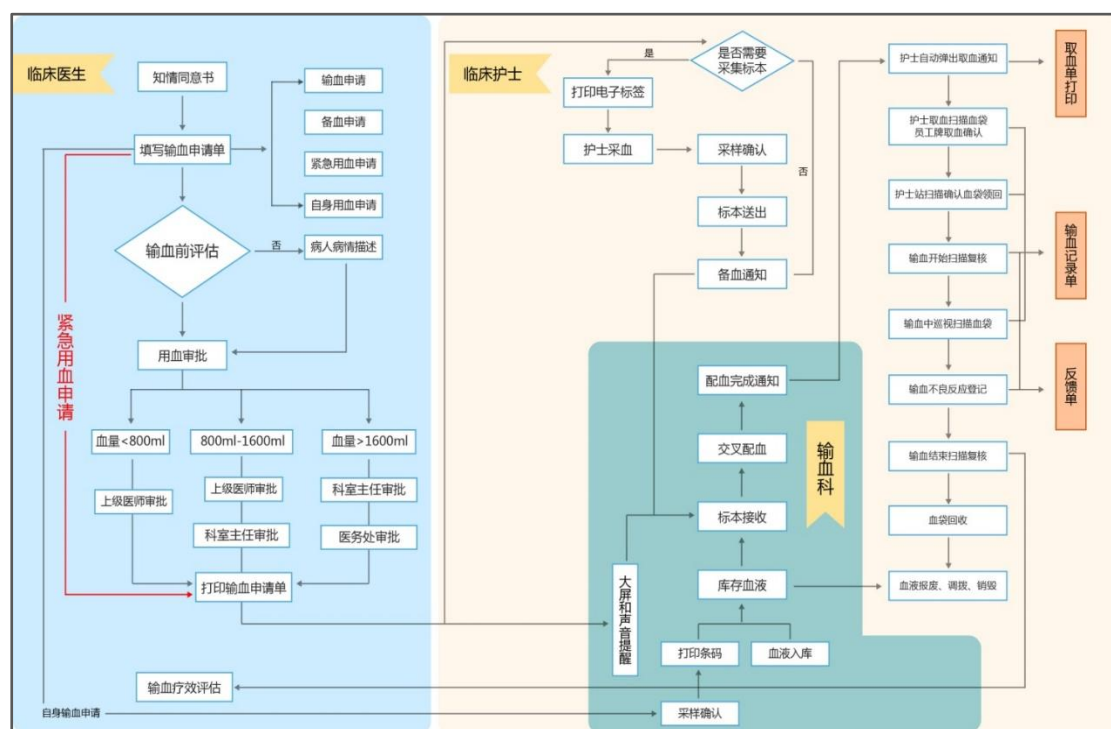 临床医生
知情同意书
填写输血申请单
输血申请
备血申请
紧急用血申请
自身用血申请
输血前评估
否
病人病情描述
紧急用血申请
用血审批
血量<800ml
800ml-1600ml
血量>1600ml
上级医师审批
上级医师审批
科室主任审批
科室主任审批
医务处审批
打印输血申请单
输血疗效评估
自身输血申请
临床护士
是否需要
采集标本
是
否
打印电子标签
护士采血
采样确认
标本送出
备血通知
输血科
配血完成通知
交叉配血
标本接收
库存血液
大屏和声音提醒
打印条码
血液入库
采样确认
护士自动弹出取血通知
护士取血扫描血袋
员工牌取血确认
护士站扫描确认血袋领回
输血开始扫描复核
输血中巡视扫描血袋
输血不良反应登记
输血结束扫描复核
血袋回收
血液报废、调拨、销毁
取血单打印
输血记录单
反馈单